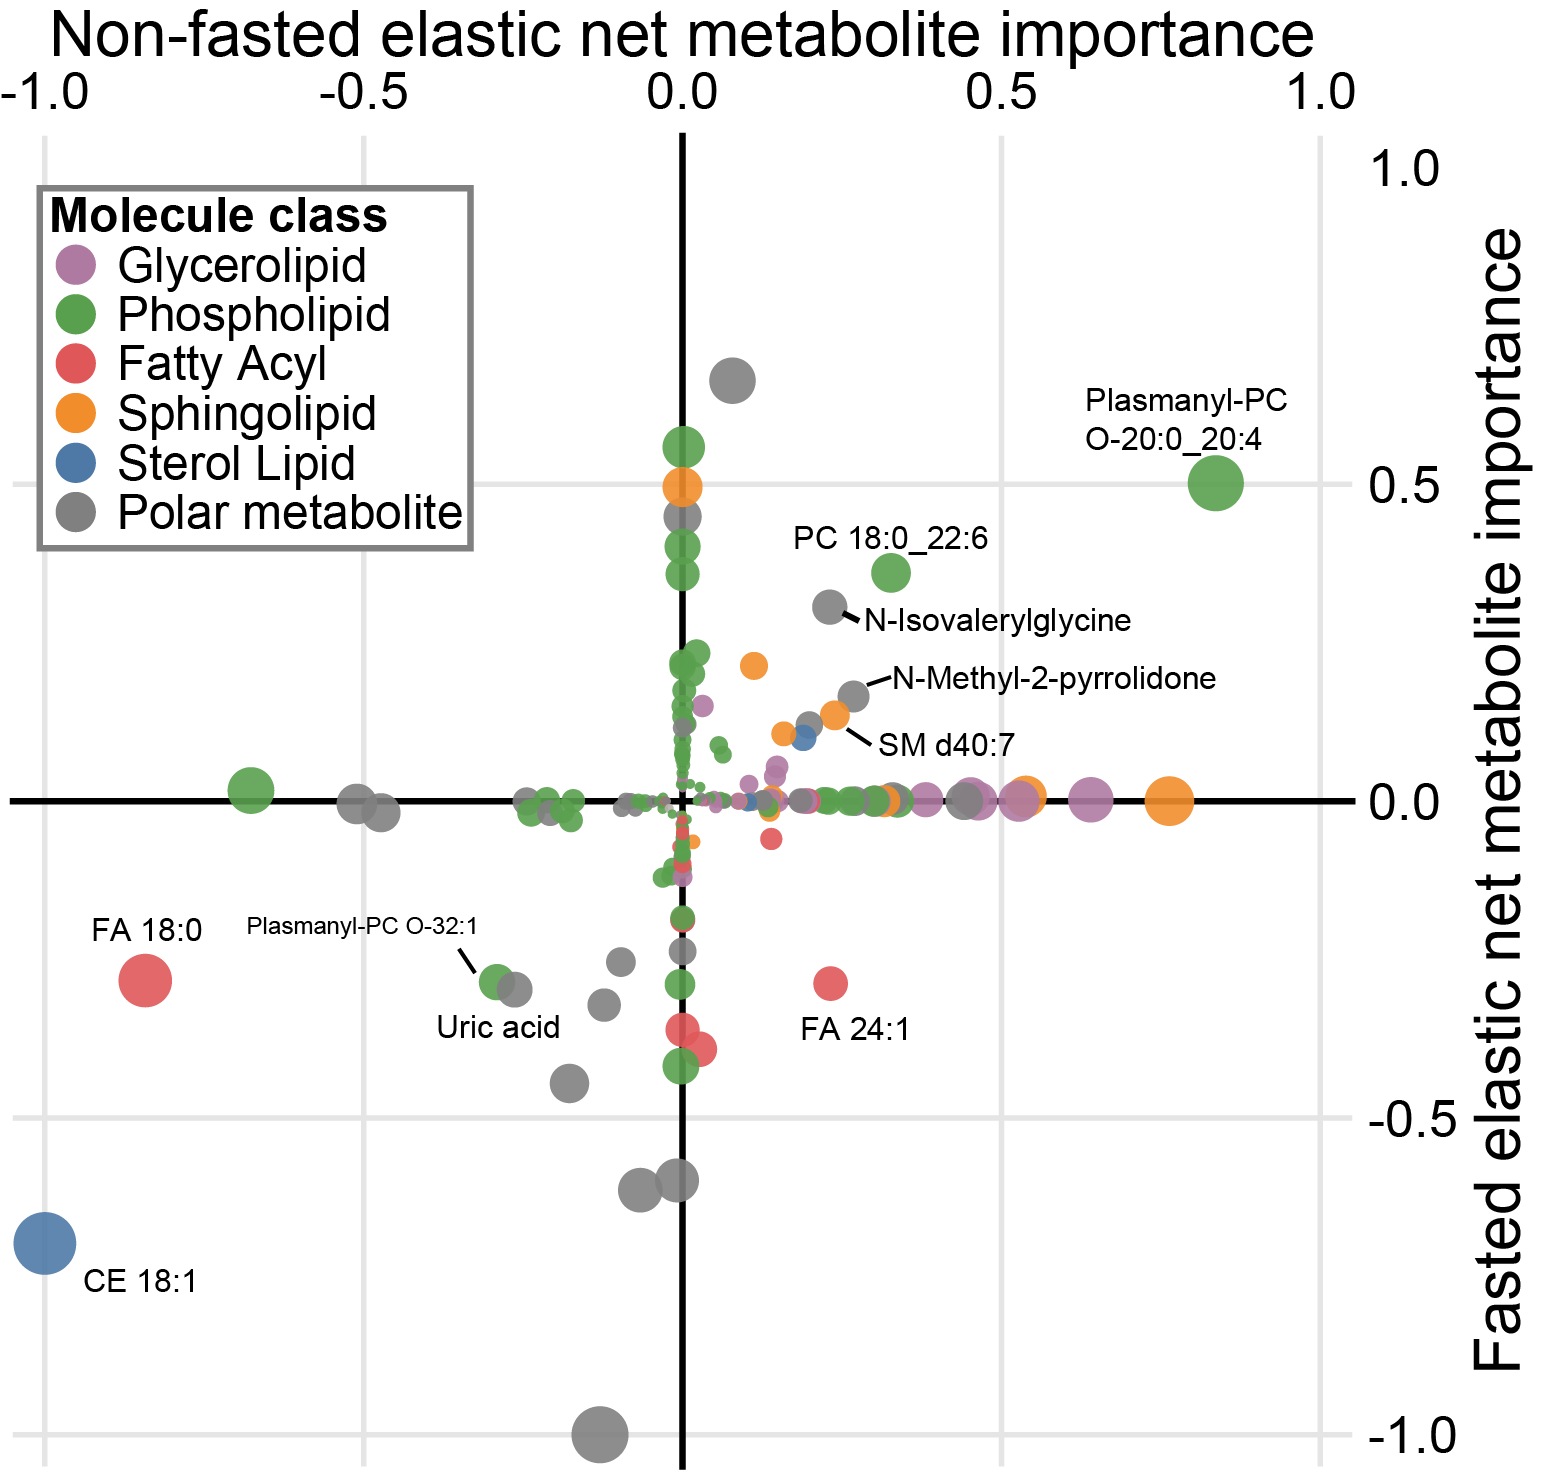 Non-fasted elastic net metabolite importance
-1.0 -0.5 0.0 0.5 1.0
1.0
Molecule class
Glycerolipid
Phospholipid
Fatty Acyl
Sphingolipid
Sterol Lipid
Polar metabolite
Plasmanyl-PC
O-20:0_20:4
0.5
PC 18:0_22:6
N-Isovalerylglycine
N-Methyl-2-pyrrolidone
SM d40:7
0.0
FA 18:0
Plasmanyl-PC O-32:1
Uric acid
FA 24:1
-0.5
CE 18:1
-1.0
Fasted elastic net metabolite importance